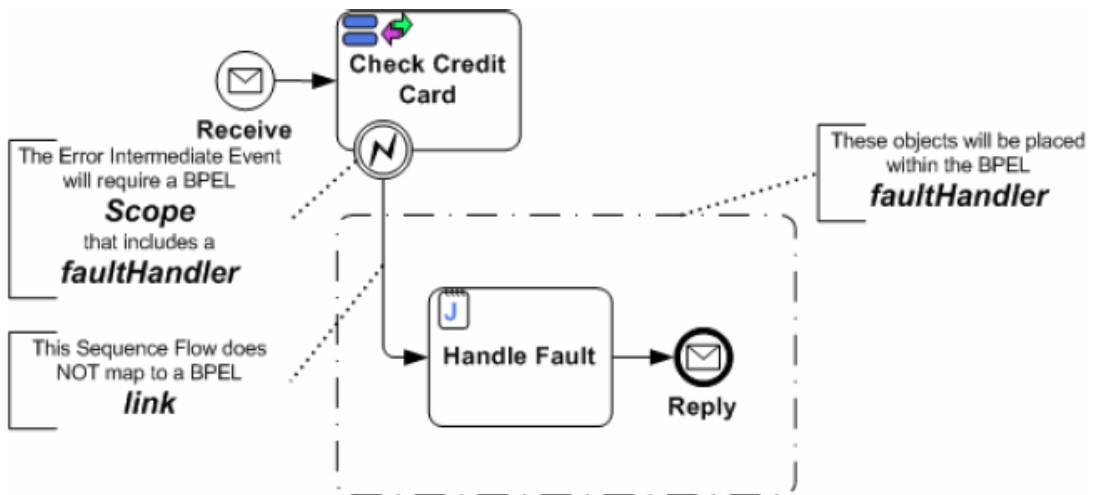 Check Credit
Card
Receive
The Error Intermediate Event
will require a BPEL
Scope
that includes a
faultHandler
These objects will be placed
within the BPEL
faultHandler
This Sequence Flow does
NOT map to a BPEL
link
J
Handle Fault
Reply